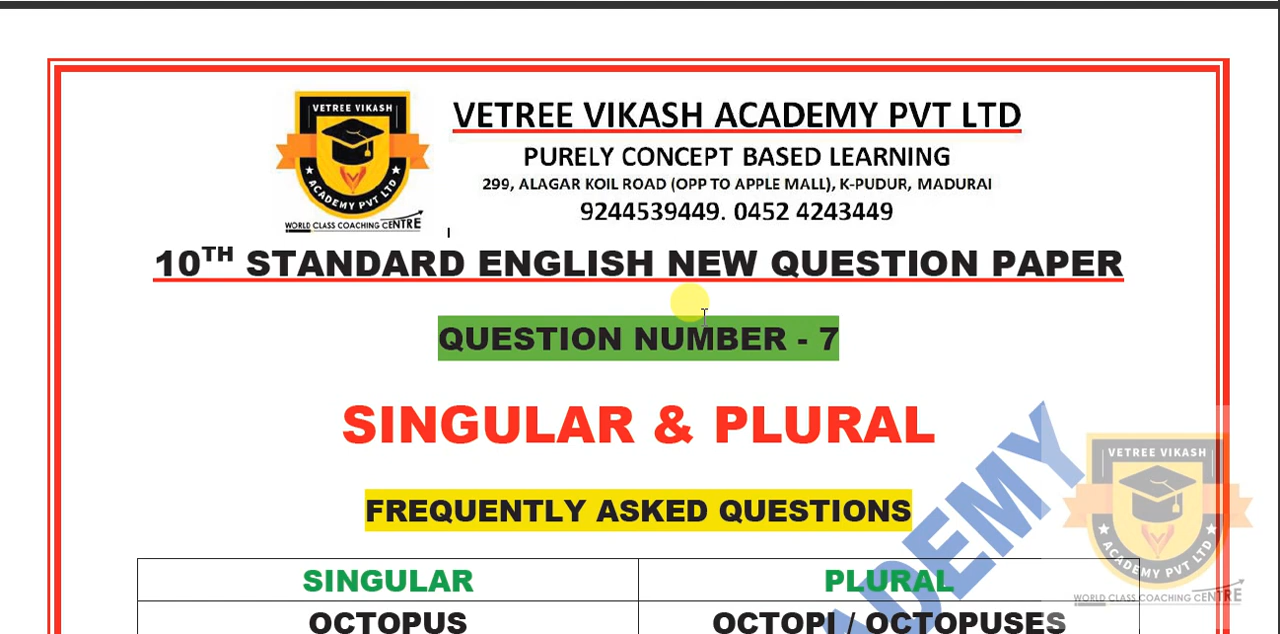 VETREE VIKASH
ACADEMY PVT LTD
WORLD CLASS COACHING CENTRE
VETREE VIKASH ACADEMY PVT LTD
PURELY CONCEPT BASED LEARNING
299, ALAGAR KOIL ROAD (OPP TO APPLE MALL), K-PUDUR, MADURAI
9244539449. 0452 4243449
10TH STANDARD ENGLISH NEW QUESTION PAPER
QUESTION NUMBER - 7
SINGULAR & PLURAL
FREQUENTLY ASKED QUESTIONS
VETREE VIKASH
ACADEMY PVT LTD
WORLD CLASS COACHING CENTRE
ADEMY
SINGULAR PLURAL
OCTOPUS OCTOPI / OCTOPUSES